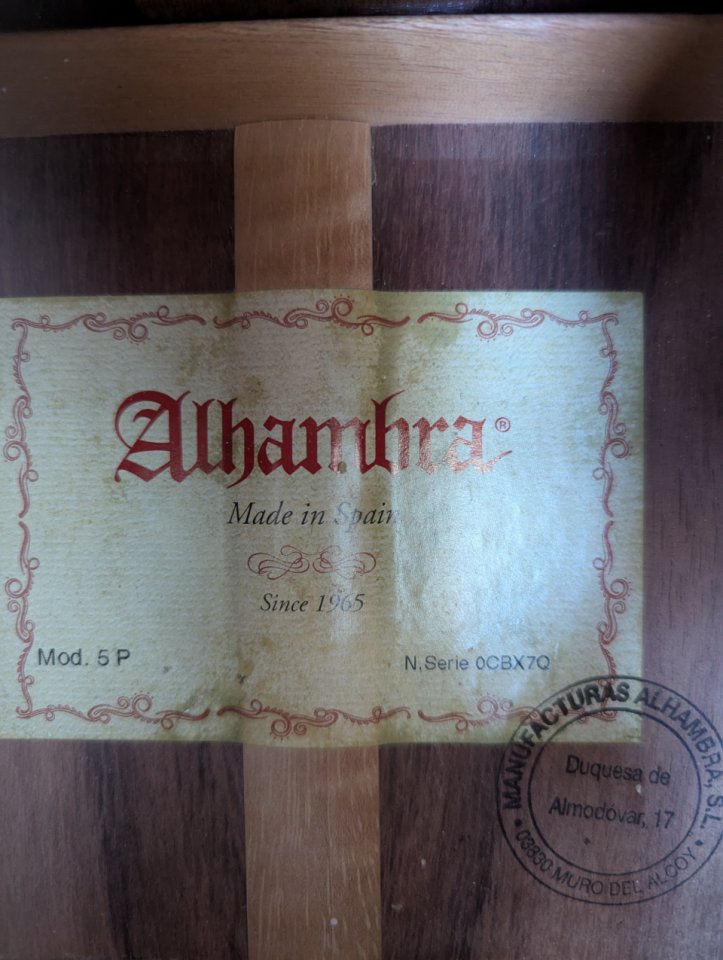 Alhambra®
Made in Spain
Since 1965
Mod. 5 P
N,Serie 0CBX7Q
MANUFACTURAS ALHAMBRA, S.L.
Duquesa de
Almodóvar, 17
• 03830 MURO DEL ALCOY •